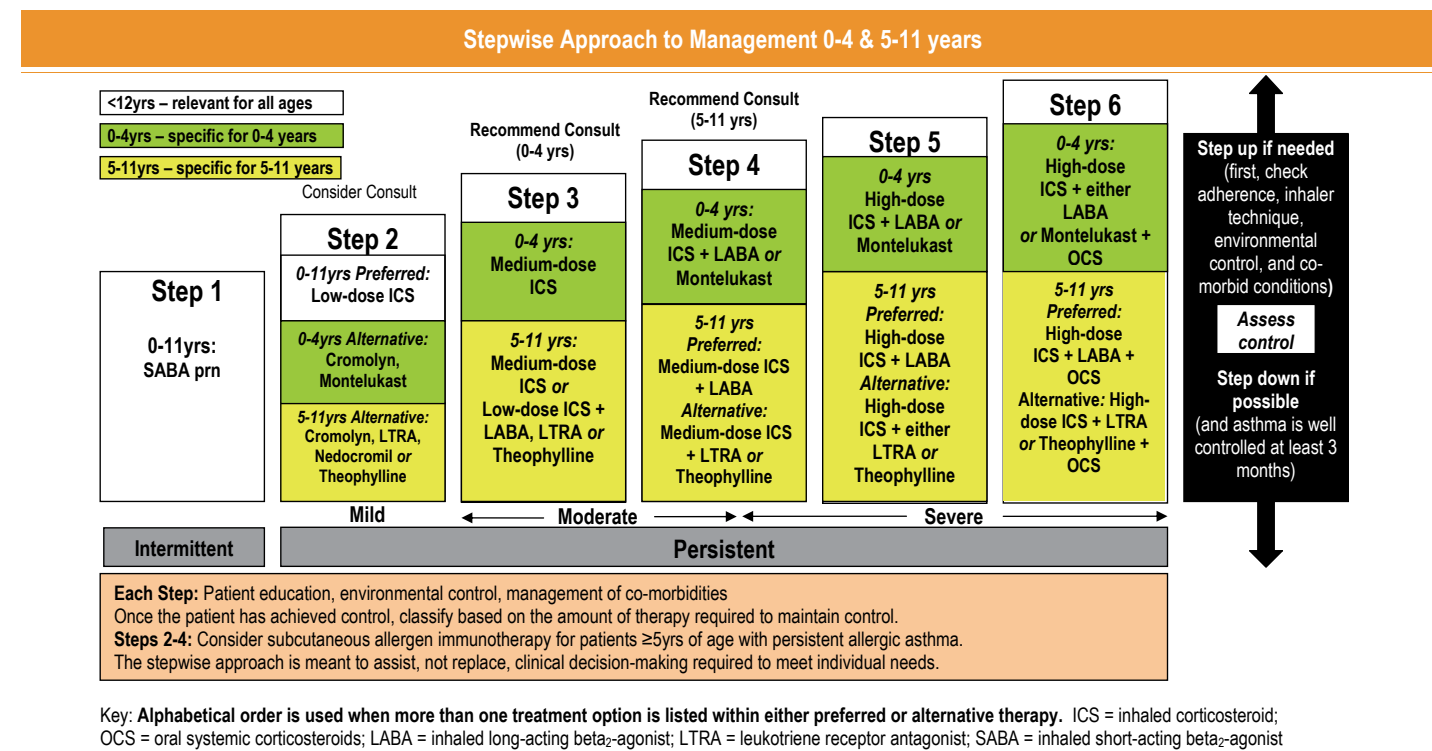 Stepwise Approach to Management 0-4 & 5-11 years
<12yrs – relevant for all ages
0-4yrs – specific for 0-4 years
5-11yrs – specific for 5-11 years
Step 1
0-11yrs:
SABA prn
Consider Consult
Step 2
0-11yrs Preferred:
Low-dose ICS
0-4yrs Alternative:
Cromolyn,
Montelukast
5-11yrs Alternative:
Cromolyn, LTRA,
Nedocromil or
Theophylline
Recommend Consult
(0-4 yrs)
Step 3
0-4 yrs:
Medium-dose
ICS
5-11 yrs:
Medium-dose
ICS or
Low-dose ICS +
LABA, LTRA or
Theophylline
Recommend Consult
(5-11 yrs)
Step 4
0-4 yrs:
Medium-dose
ICS + LABA or
Montelukast
5-11 yrs
Preferred:
Medium-dose ICS
+ LABA
Alternative:
Medium-dose ICS
+ LTRA or
Theophylline
Step 5
0-4 yrs
High-dose
ICS + LABA or
Montelukast
5-11 yrs
Preferred:
High-dose
ICS + LABA
Alternative:
High-dose
ICS + either
LTRA or
Theophylline
Step 6
0-4 yrs:
High-dose
ICS + either
LABA
or Montelukast +
OCS
5-11 yrs
Preferred:
High-dose
ICS + LABA +
OCS
Alternative: High-
dose ICS + LTRA
or Theophylline +
OCS
Step up if needed
(first, check
adherence, inhaler
technique,
environmental
control, and co-
morbid conditions)
Assess
control
Step down if
possible
(and asthma is well
controlled at least 3
months)
Mild
Moderate
Severe
Intermittent
Persistent
Each Step: Patient education, environmental control, management of co-morbidities
Once the patient has achieved control, classify based on the amount of therapy required to maintain control.
Steps 2-4: Consider subcutaneous allergen immunotherapy for patients ≥5yrs of age with persistent allergic asthma.
The stepwise approach is meant to assist, not replace, clinical decision-making required to meet individual needs.
Key: Alphabetical order is used when more than one treatment option is listed within either preferred or alternative therapy. ICS = inhaled corticosteroid;
OCS = oral systemic corticosteroids; LABA = inhaled long-acting beta₂-agonist; LTRA = leukotriene receptor antagonist; SABA = inhaled short-acting beta₂-agonist